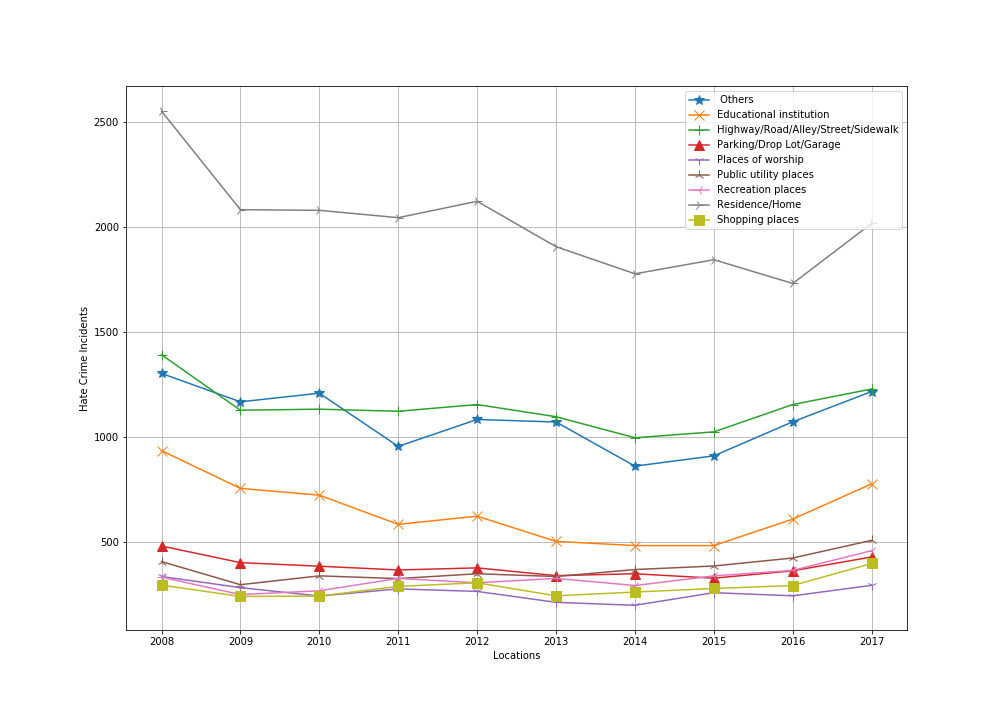 2500
2000
1500
1000
500
Hate Crime Incidents
Others
Educational institution
Highway/Road/Alley/Street/Sidewalk
Parking/Drop Lot/Garage
Places of worship
Public utility places
Recreation places
Residence/Home
Shopping places
2008 2009 2010 2011 2012 2013 2014 2015 2016 2017
Locations